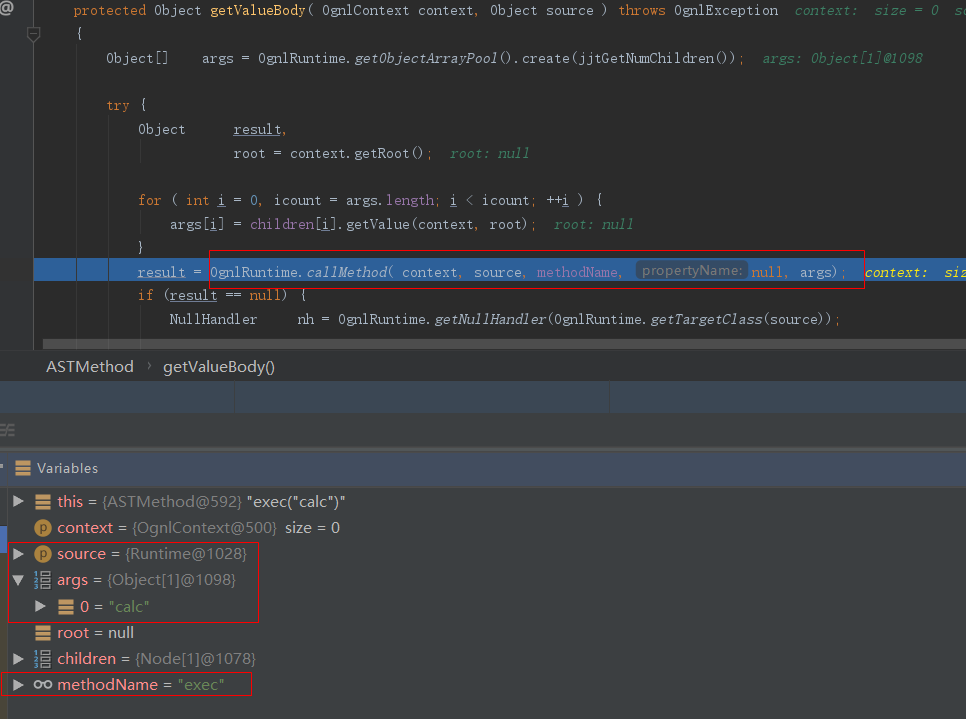 @
protected Object getValueBody( OgnlContext context, Object source ) throws OgnlException context: size = 0 so
{
Object[] args = OgnlRuntime.getObjectArrayPool().create(jjtGetNumChildren()); args: Object[1]@1098
try {
Object result,
root = context.getRoot(); root: null
for ( int i = 0, icount = args.length; i < icount; ++i ) {
args[i] = children[i].getValue(context, root); root: null
}
result = OgnlRuntime.callMethod( context, source, methodName, propertyName: null, args); context: siz
if (result == null) {
NullHandler nh = OgnlRuntime.getNullHandler(OgnlRuntime.getTargetClass(source));
ASTMethod › getValueBody()
Variables
this = {ASTMethod@592} "exec("calc")"
p context = {OgnlContext@500} size = 0
p source = {Runtime@1028}
args = {Object[1]@1098}
0 = "calc"
root = null
children = {Node[1]@1078}
methodName = "exec"